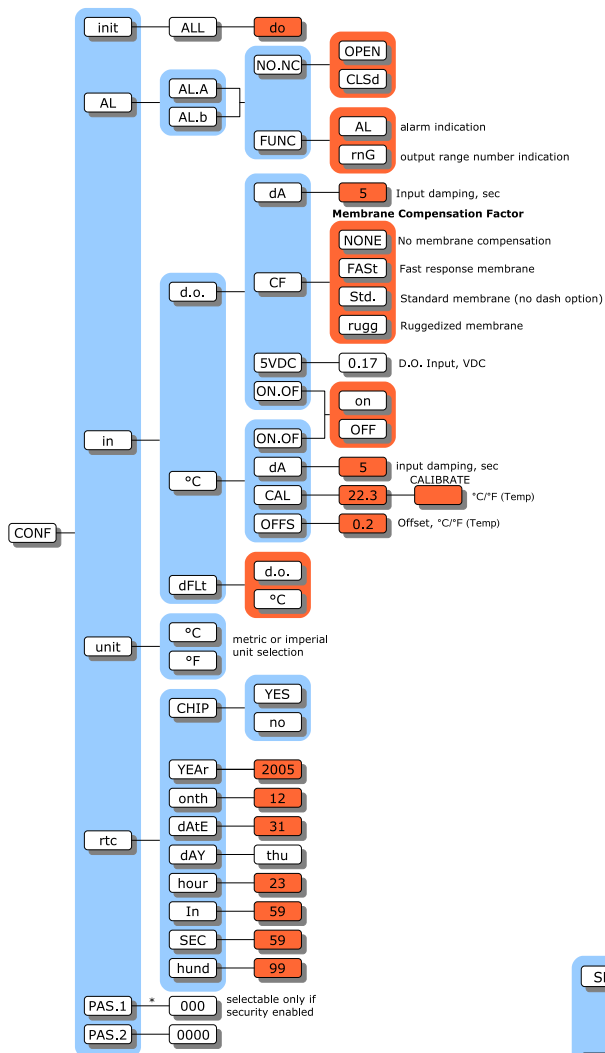 init ALL do
AL AL.A AL.b NO.NC OPEN CLSd
FUNC AL alarm indication
rnG output range number indication
CONF
in d.o. dA 5 Input damping, sec
Membrane Compensation Factor
CF NONE No membrane compensation
FASt Fast response membrane
Std. Standard membrane (no dash option)
rugg Ruggedized membrane
5VDC 0.17 D.O. Input, VDC
ON.OF on OFF
°C ON.OF
dA 5 input damping, sec
CALIBRATE
CAL 22.3 °C/°F (Temp)
OFFS 0.2 Offset, °C/°F (Temp)
dFLt d.o. °C
unit °C °F metric or imperial
unit selection
rtc CHIP YES no
YEAr 2005
onth 12
dAtE 31
dAY thu
hour 23
In 59
SEC 59
hund 99
PAS.1 * 000 selectable only if
security enabled
PAS.2 0000